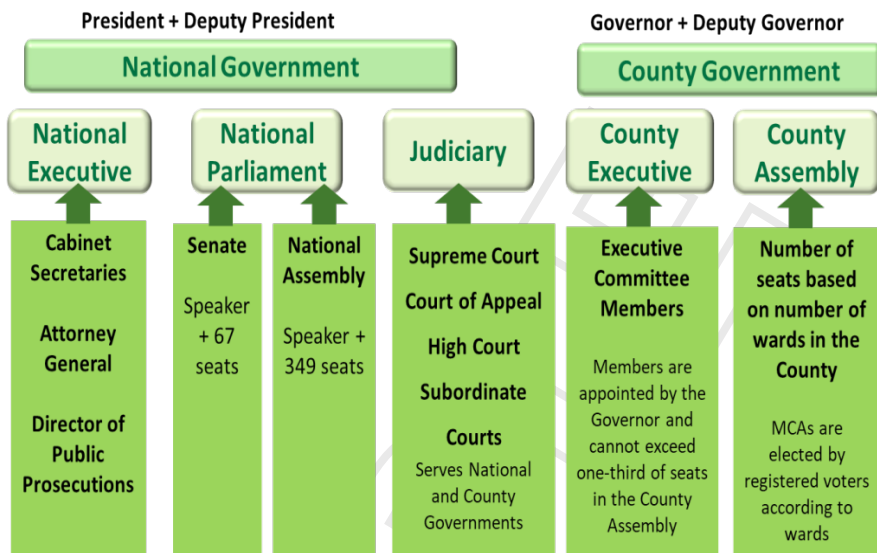 President + Deputy President
National Government
National
Executive
National
Parliament
Judiciary
Cabinet
Secretaries
Attorney
General
Director of
Public
Prosecutions
Senate
Speaker
+ 67
seats
National
Assembly
Speaker +
349 seats
Supreme Court
Court of Appeal
High Court
Subordinate
Courts
Serves National
and County
Governments
Governor + Deputy Governor
County Government
County
Executive
County
Assembly
Executive
Committee
Members
Members are
appointed by the
Governor and
cannot exceed
one-third of seats
in the County
Assembly
Number of
seats based
on number of
wards in the
County
MCAs are
elected by
registered voters
according to
wards